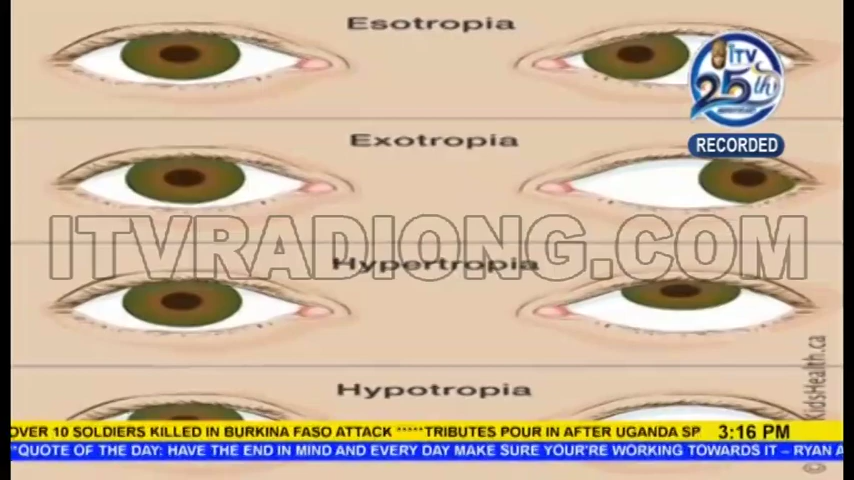 Esotropia
iTV
25th
RECORDED
Exotropia
ITVRADIONG.COM
Hypertropia
Hypotropia
KidsHealth.ca
OVER 10 SOLDIERS KILLED IN BURKINA FASO ATTACK *****TRIBUTES POUR IN AFTER UGANDA SP
3:16 PM
"QUOTE OF THE DAY: HAVE THE END IN MIND AND EVERY DAY MAKE SURE YOUR'RE WORKING TOWARDS IT – RYAN A